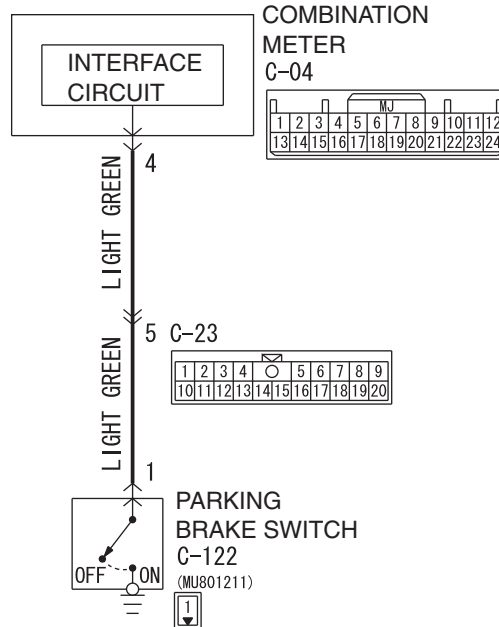 COMBINATION
METER
C-04
INTERFACE
CIRCUIT
MJ
1 2 3 4 5 6 7 8 9 10 11 12
13 14 15 16 17 18 19 20 21 22 23 24
4
LIGHT GREEN
5 C-23
1 2 3 4 5 6 7 8 9
10 11 12 13 14 15 16 17 18 19 20
LIGHT GREEN
1
PARKING
BRAKE SWITCH
C-122
(MU801211)
OFF ON
1